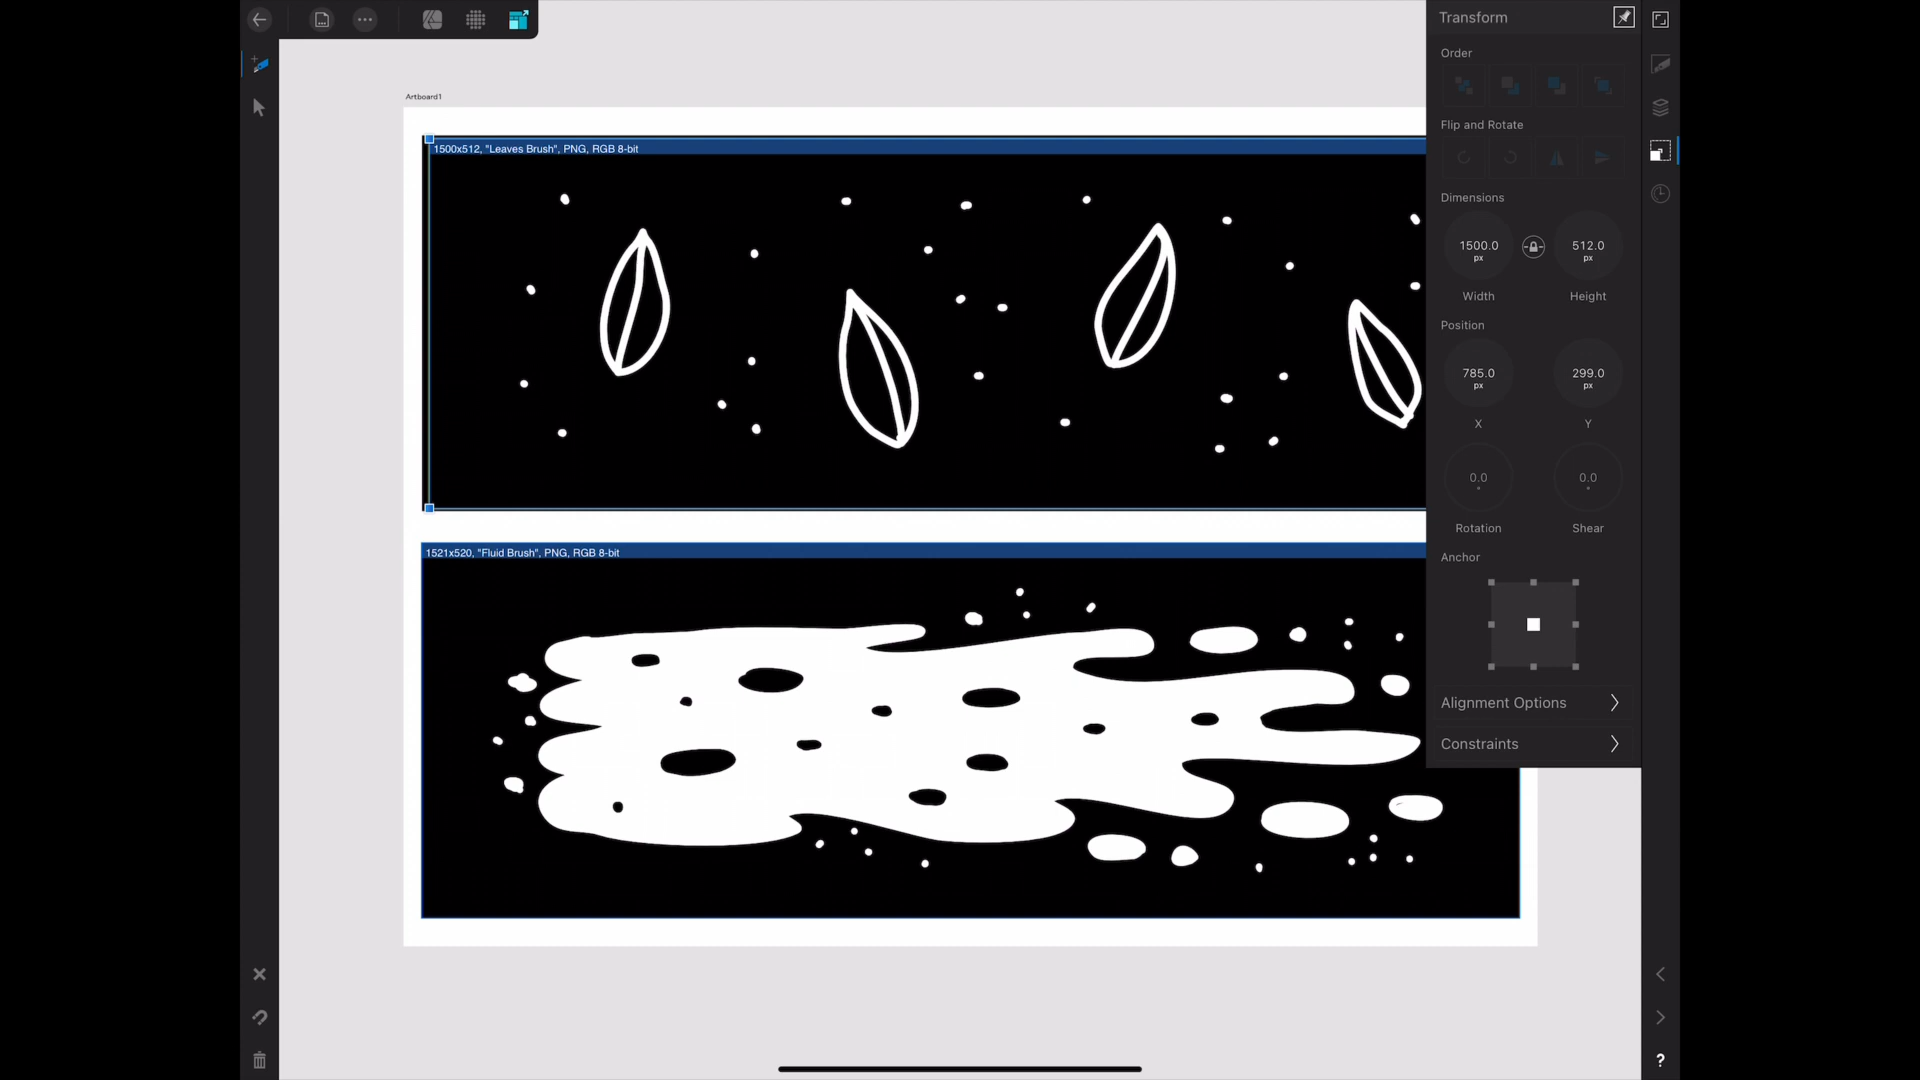 Transform
Order
Artboard1
Flip and Rotate
1500x512, "Leaves Brush", PNG, RGB 8-bit
Dimensions
1500.0 px
512.0 px
Width
Height
Position
785.0 px
299.0 px
X
Y
0.0 °
0.0 °
Rotation
Shear
1521x520, "Fluid Brush", PNG, RGB 8-bit
Anchor
Alignment Options
Constraints
?